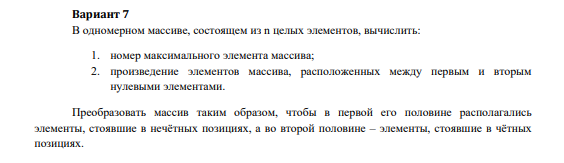 Вариант 7
В одномерном массиве, состоящем из n целых элементов, вычислить:
1. номер максимального элемента массива;
2. произведение элементов массива, расположенных между первым и вторым
нулевыми элементами.
Преобразовать массив таким образом, чтобы в первой его половине располагались
элементы, стоявшие в нечётных позициях, а во второй половине – элементы, стоявшие в чётных
позициях.